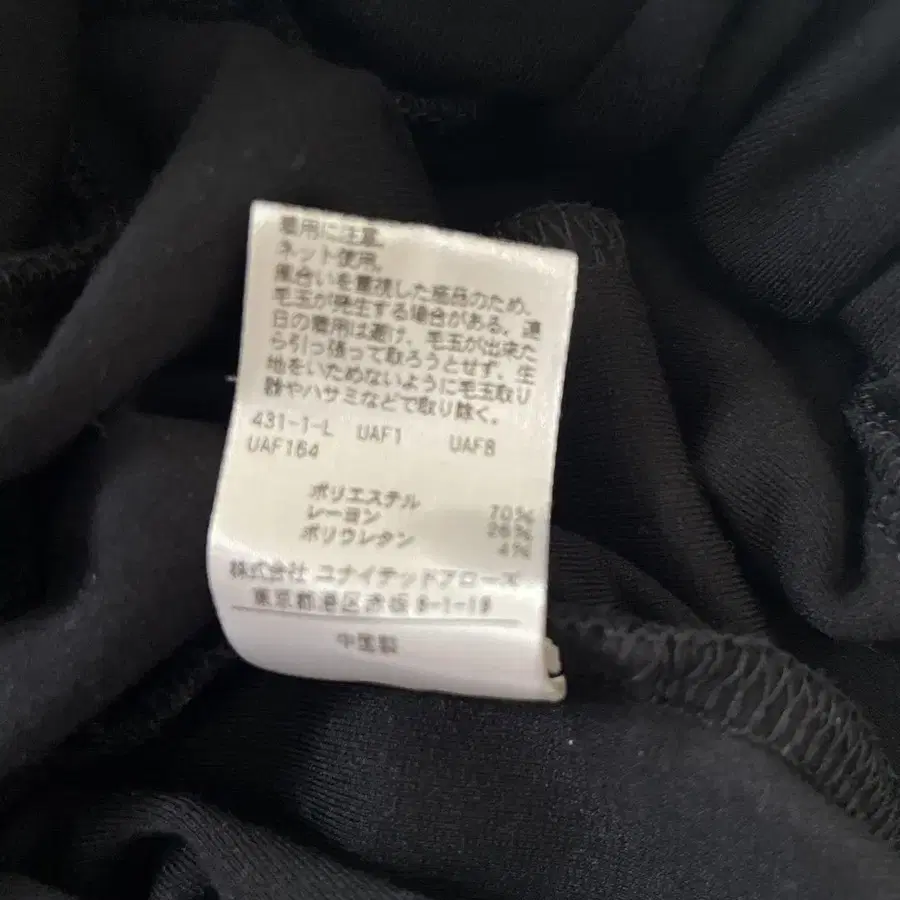 着用に注意。
ネット使用。
風合いを重視した商品のため、
毛玉が発生する場合がある。連
日の着用は避け、毛玉が出来た
ら引っ張って取ろうとせず、生
地をいためないように毛玉取り
器やハサミなどで取り除く。
431-1-L UAF1 UAF8
UAF164
ポリエステル 70%
レーヨン 26%
ポリウレタン 4%
株式会社 ユナイテッドアローズ
東京都港区赤坂 8-1-19
中国製